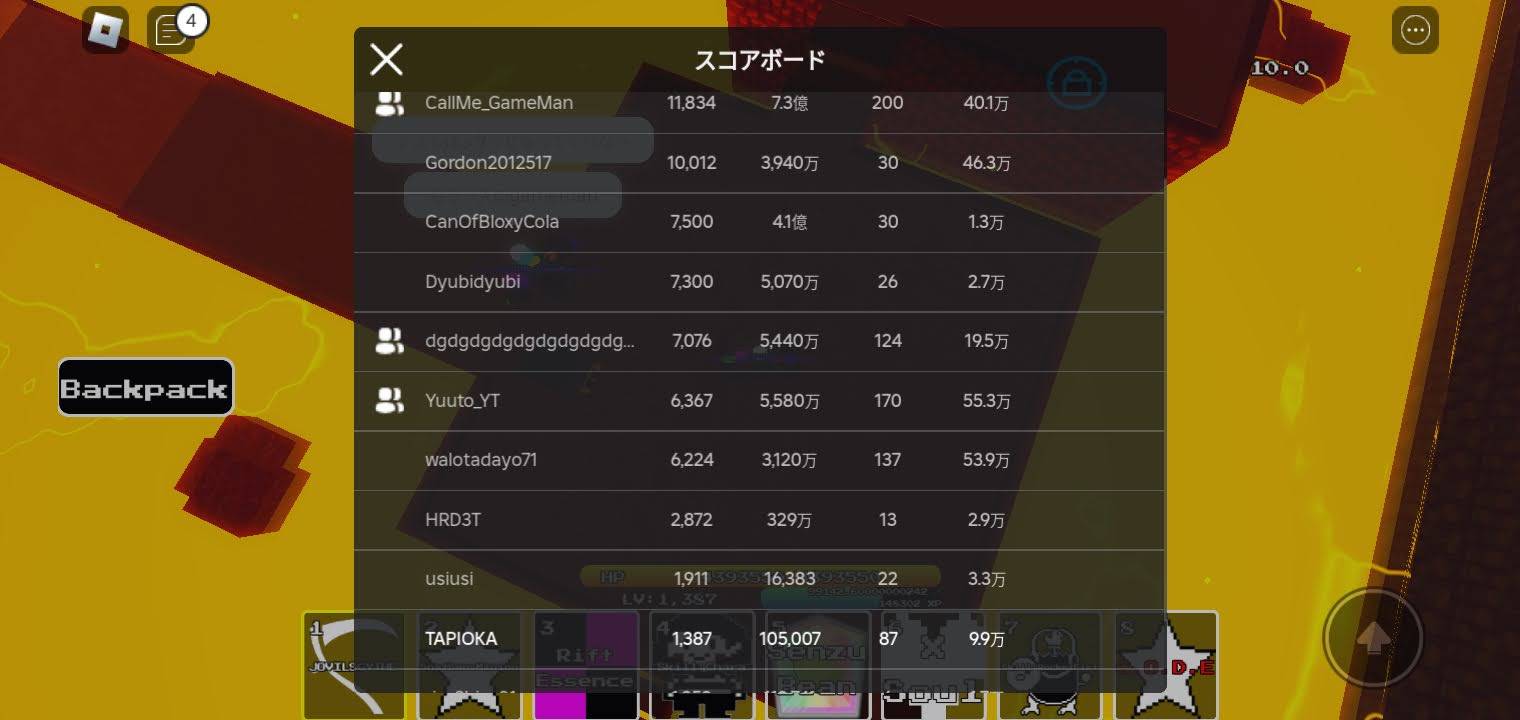 4
スコアボード
10.0
CallMe_GameMan 11,834 7.3億 200 40.1万
Gordon2012517 10,012 3,940万 30 46.3万
CanOfBloxyCola 7,500 4.1億 30 1.3万
Dyubidyubi 7,300 5,070万 26 2.7万
dgdgdgdgdgdgdgdgdg... 7,076 5,440万 124 19.5万
Backpack
Yuuto_YT 6,367 5,580万 170 55.3万
walotadayo71 6,224 3,120万 137 53.9万
HRD3T 2,872 329万 13 2.9万
HP
usiusi 1,911 16,383 22 3.3万
LV:1,387
TAPIOKA 1,387 105,007 87 9.9万
1 2 3 4 5 6 7 8
Rift
Essence
Senzu
Bean
X
Soul